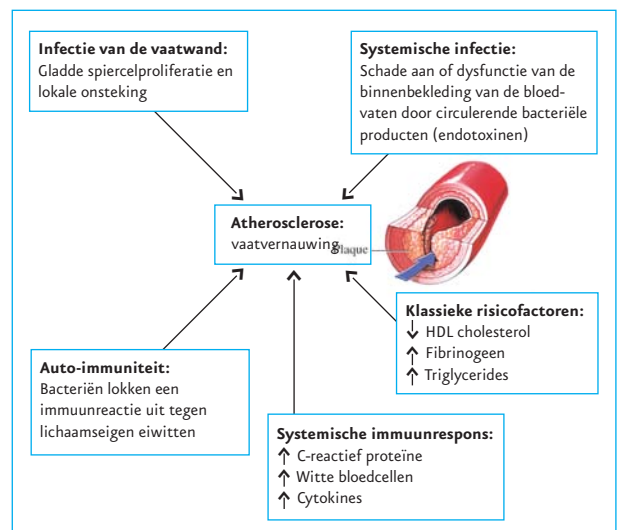 Infectie van de vaatwand:
Gladde spiercelproliferatie en
lokale onsteking
Systemische infectie:
Schade aan of dysfunctie van de
binnenbekleding van de bloed-
vaten door circulerende bacteriële
producten (endotoxinen)
Atherosclerose:
vaatvernauwing
Plaque
Klassieke risicofactoren:
↓ HDL cholesterol
↑ Fibrinogeen
↑ Triglycerides
Auto-immuniteit:
Bacteriën lokken een
immuunreactie uit tegen
lichaamseigen eiwitten
Systemische immuunrespons:
↑ C-reactief proteïne
↑ Witte bloedcellen
↑ Cytokines